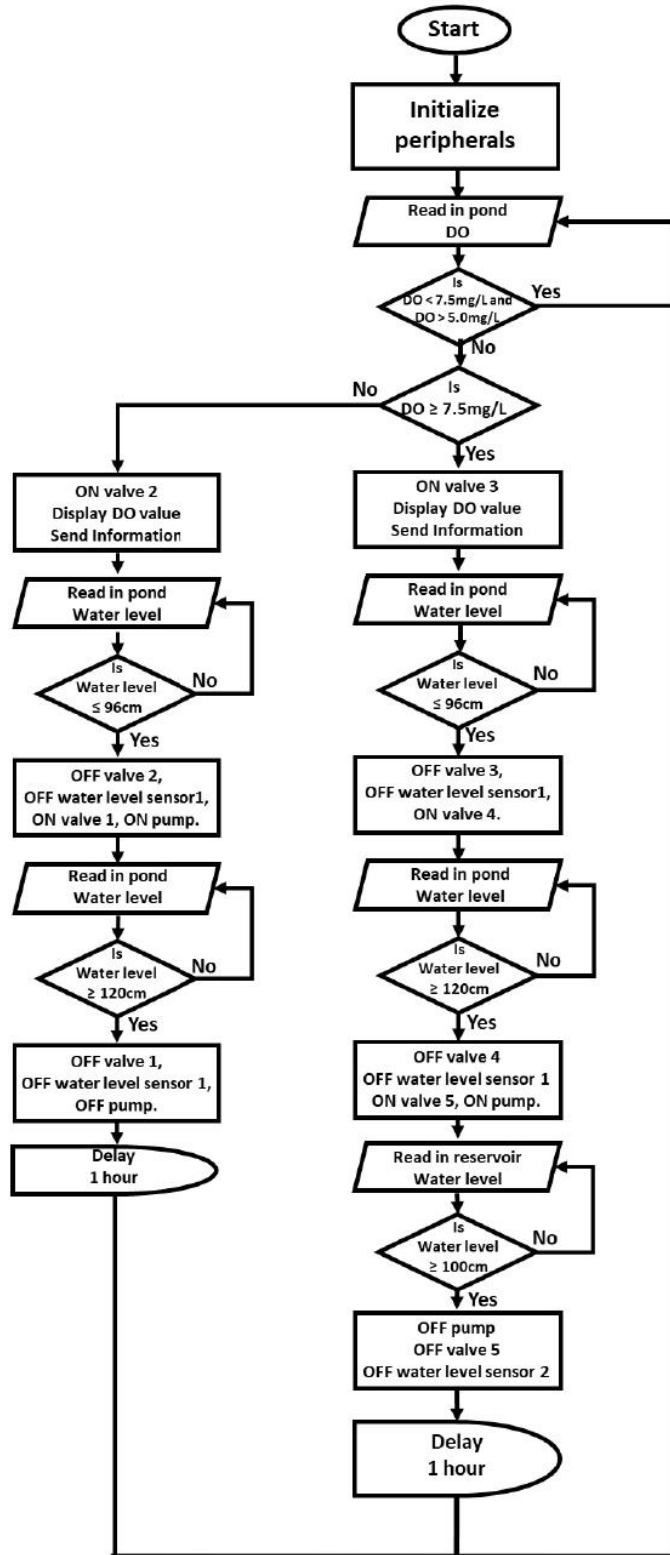 Start
Initialize
peripherals
Read in pond
DO
Is
DO < 7.5mg/L and
DO > 5.0mg/L
Yes
No
Is
DO ≥ 7.5mg/L
No
Yes
ON valve 2
Display DO value
Send Information
Read in pond
Water level
Is
Water level
≤ 96cm
No
Yes
OFF valve 2,
OFF water level sensor1,
ON valve 1, ON pump.
Read in pond
Water level
Is
Water level
≥ 120cm
No
Yes
OFF valve 1,
OFF water level sensor 1,
OFF pump.
Delay
1 hour
ON valve 3
Display DO value
Send Information
Read in pond
Water level
Is
Water level
≤ 96cm
No
Yes
OFF valve 3,
OFF water level sensor1,
ON valve 4.
Read in pond
Water level
Is
Water level
≥ 120cm
No
Yes
OFF valve 4
OFF water level sensor 1
ON valve 5, ON pump.
Read in reservoir
Water level
Is
Water level
≥ 100cm
No
Yes
OFF pump
OFF valve 5
OFF water level sensor 2
Delay
1 hour